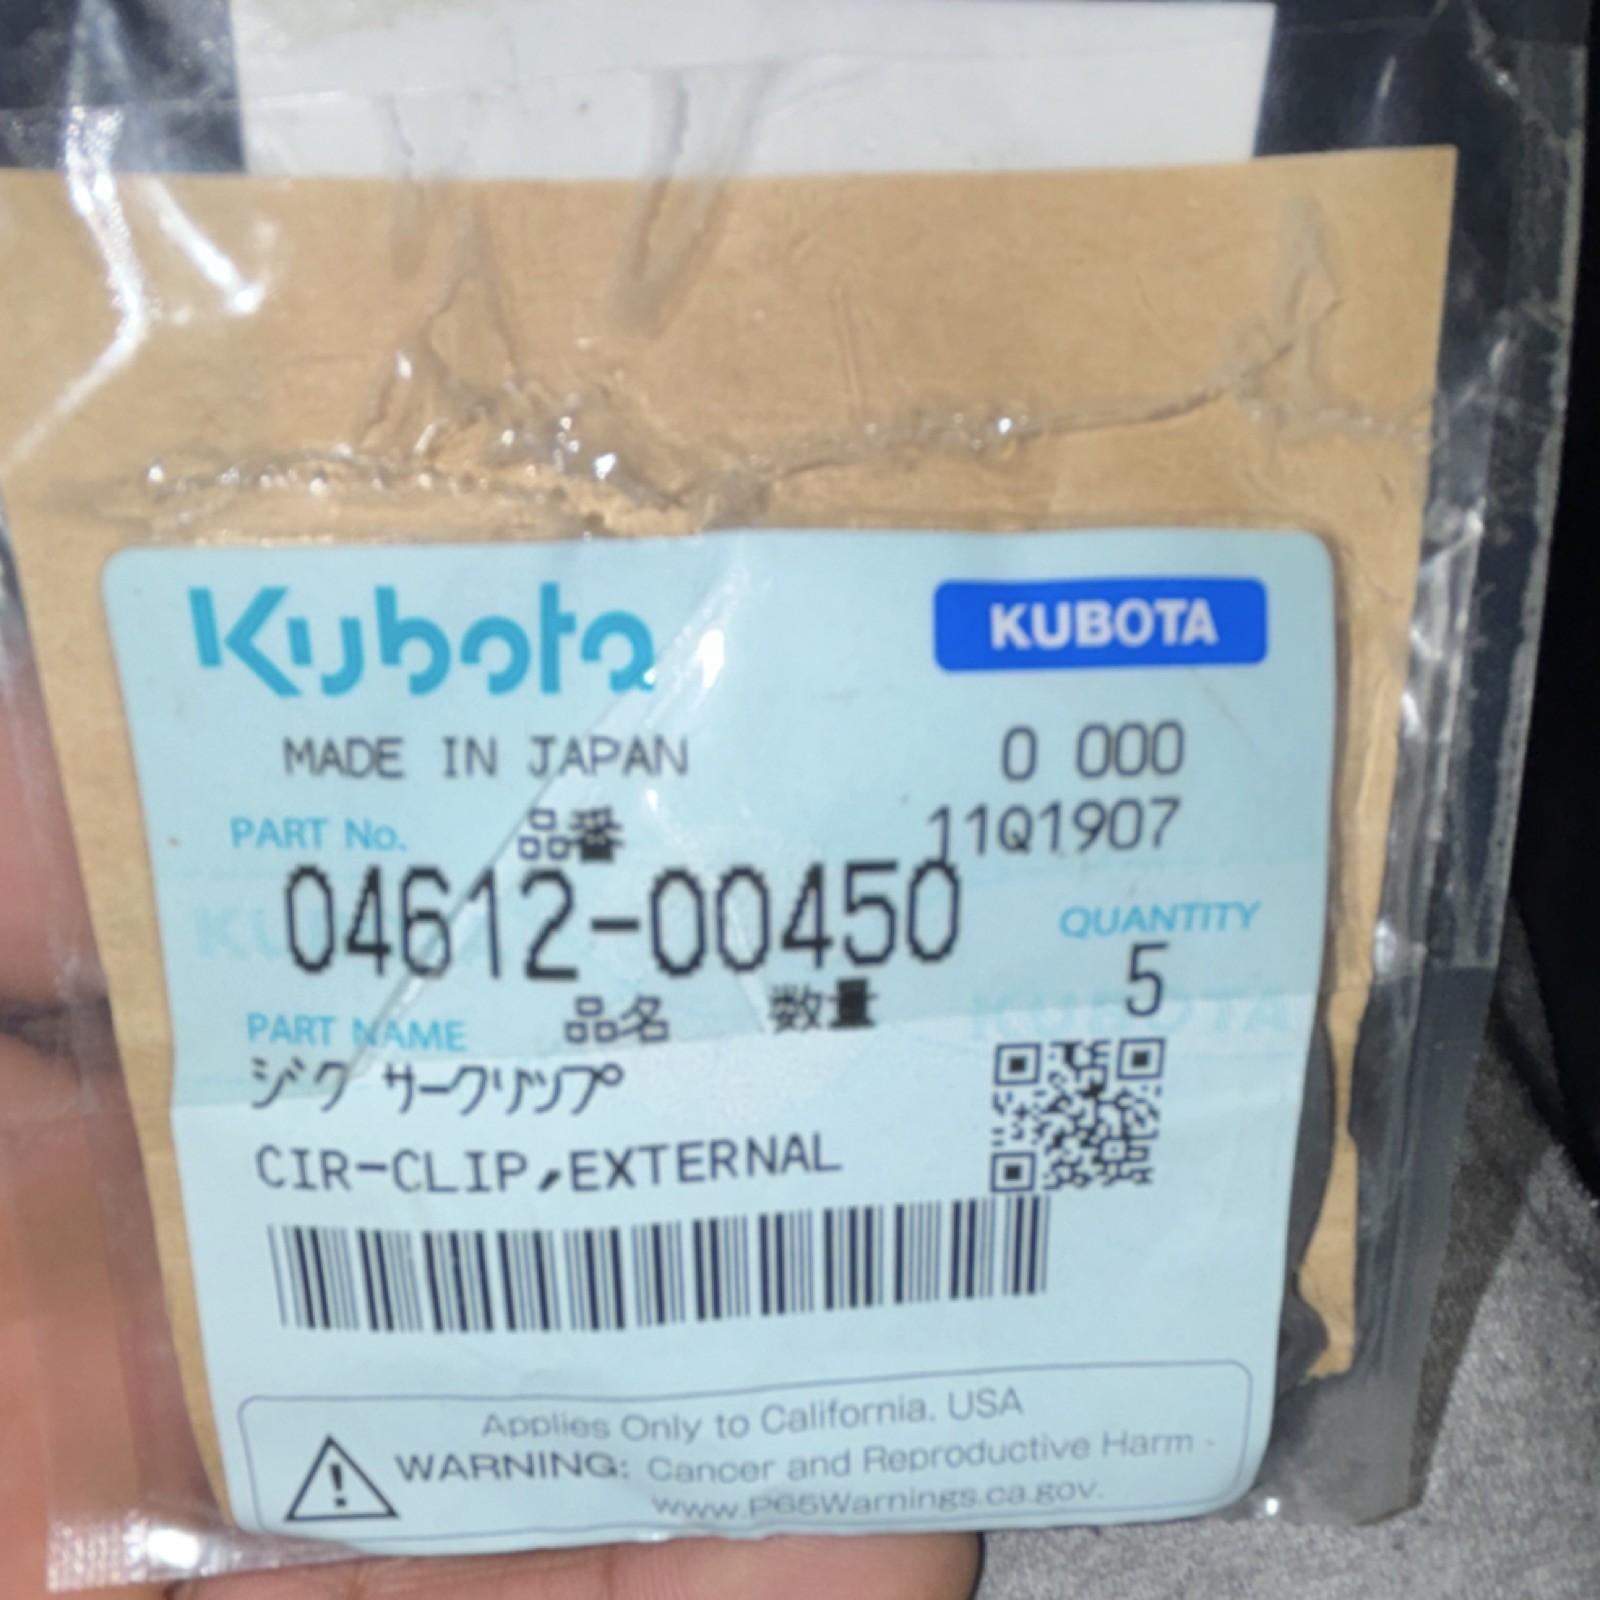 Kubota KUBOTA
MADE IN JAPAN 0 000
PART No. 品番 11Q1907
04612-00450
QUANTITY
5
PART NAME 品名 数量
ジク サークリップ
CIR-CLIP,EXTERNAL
Applies Only to California. USA
WARNING: Cancer and Reproductive Harm -
www.P65Warnings.ca.gov.